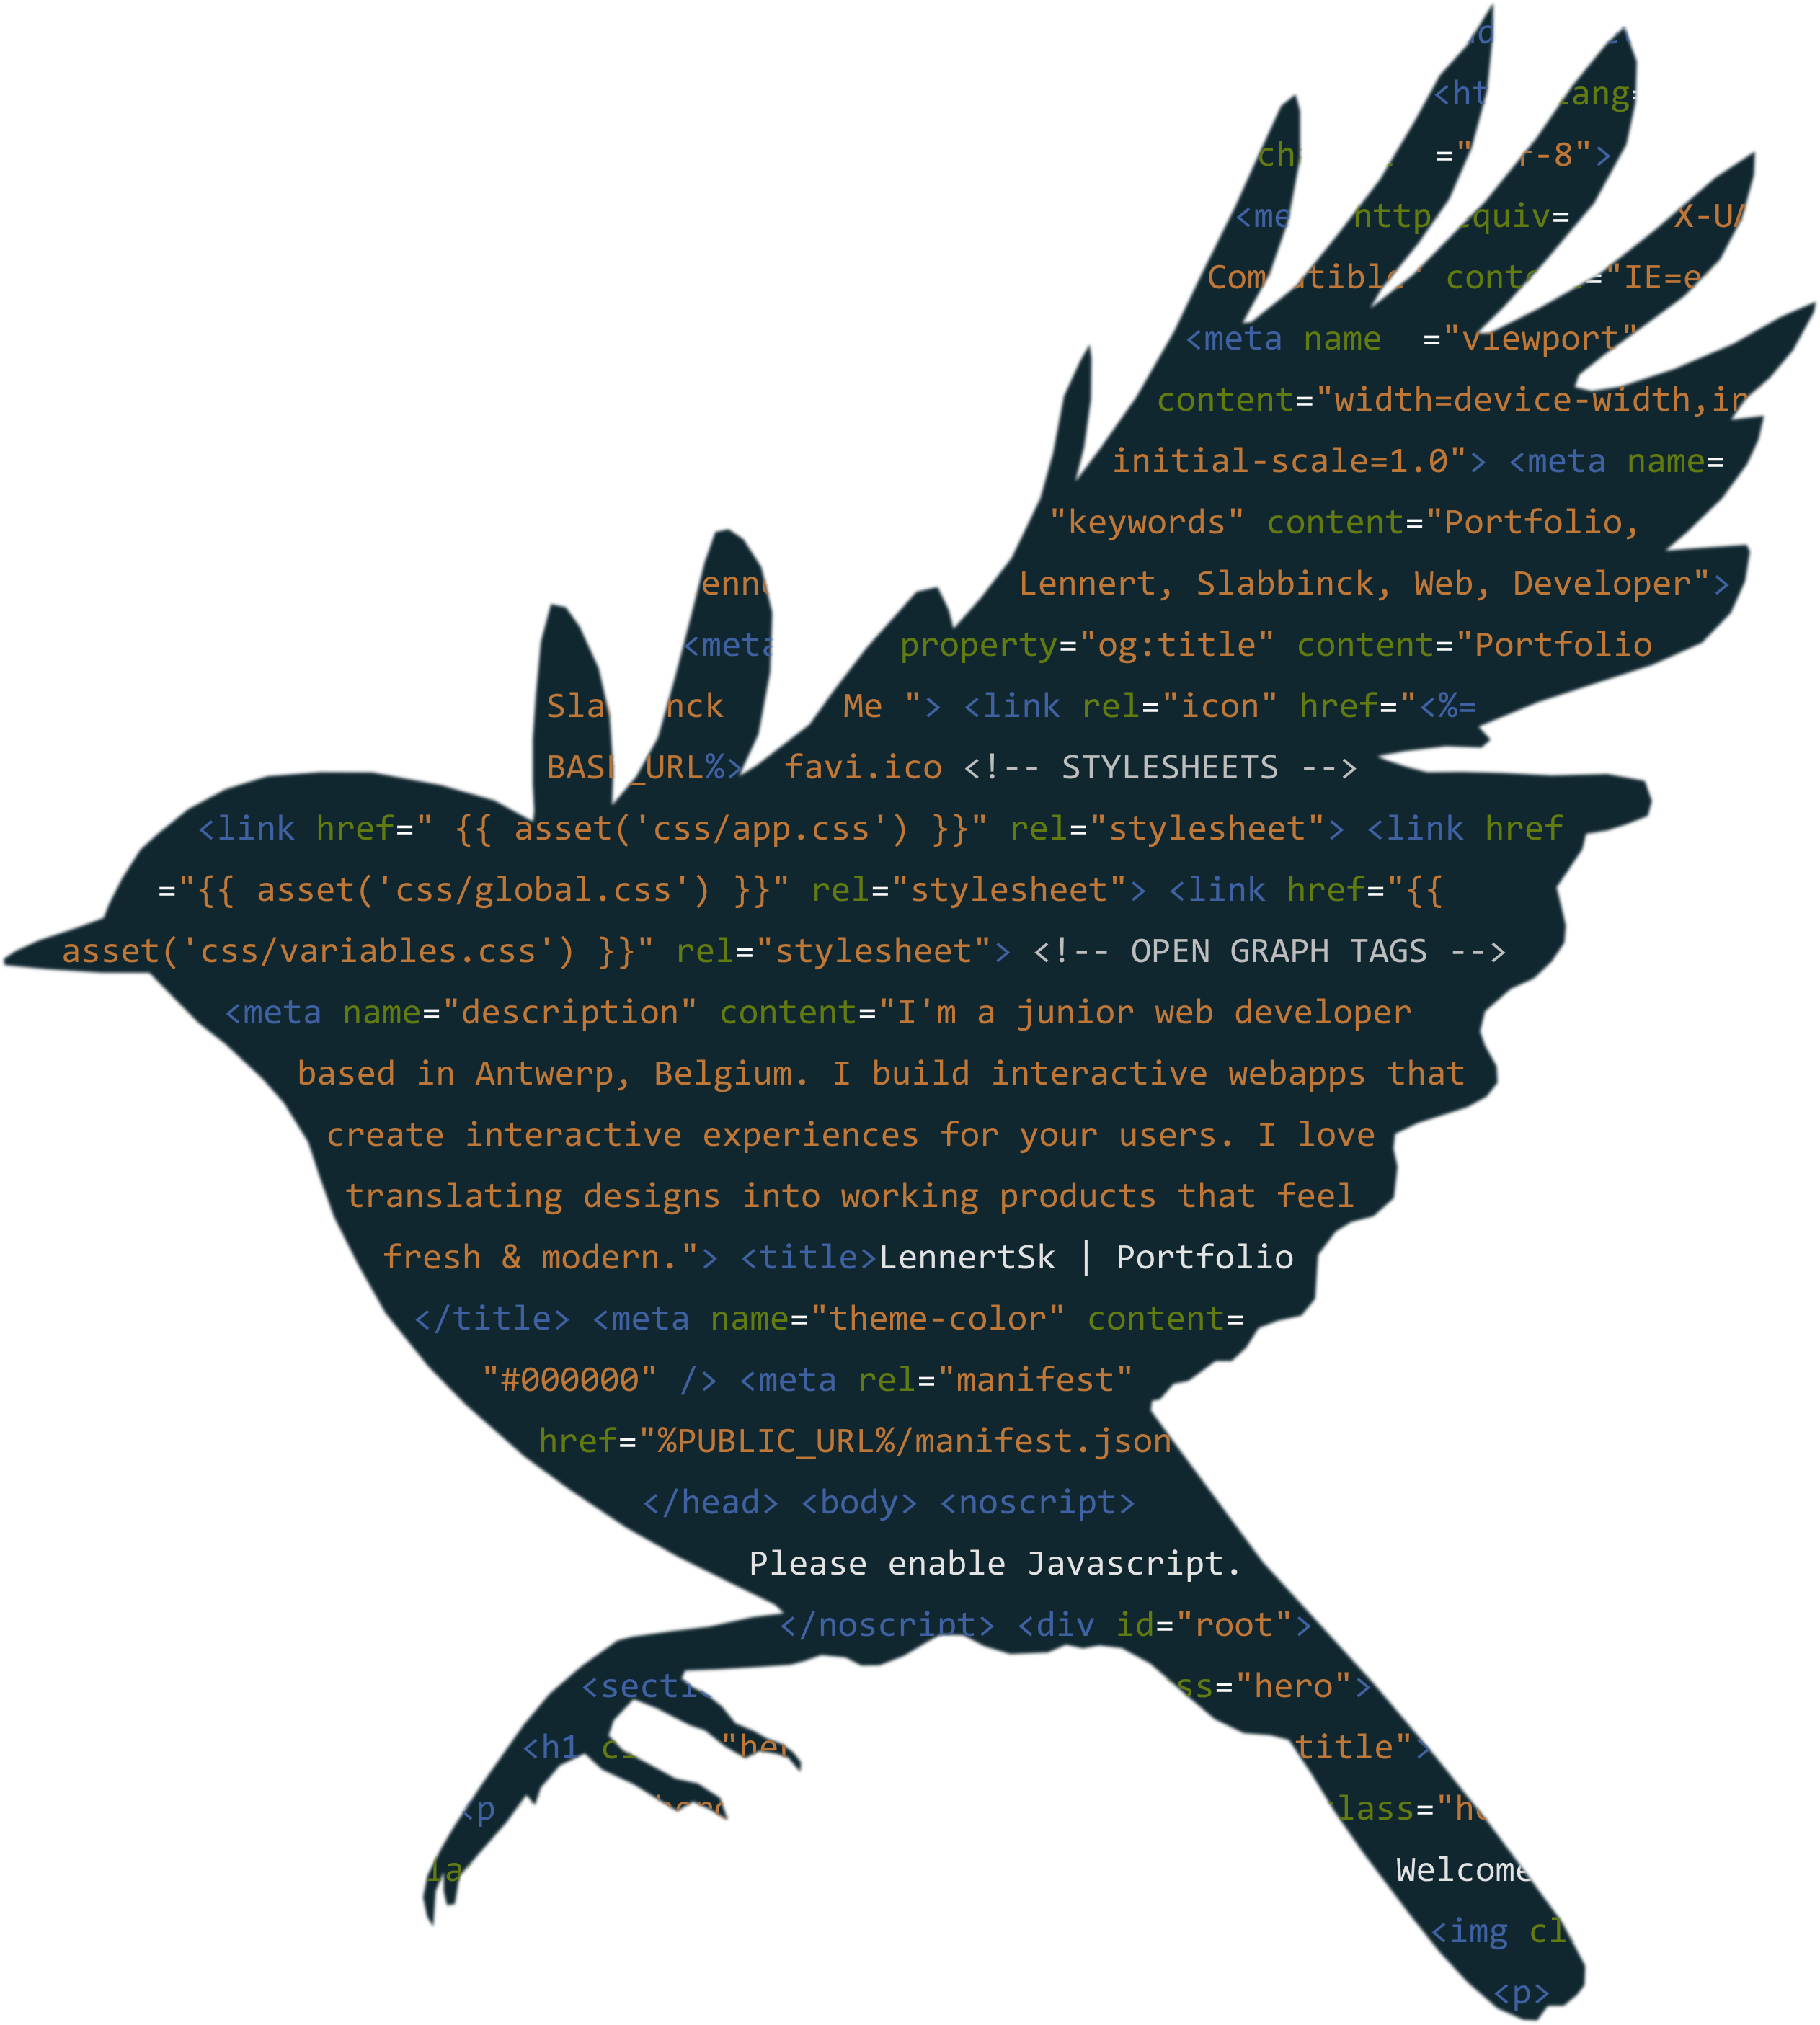 <ht lang=
="utf-8">
<me http equiv= X-UA
content="IE=e
<meta name ="viewport"
content="width=device-width,in
initial-scale=1.0"> <meta name=
"keywords" content="Portfolio,
Lennert, Slabbinck, Web, Developer">
<meta property="og:title" content="Portfolio
Me "> <link rel="icon" href="<%=
BASE_URL%> favi.ico <!-- STYLESHEETS -->
<link href=" {{ asset('css/app.css') }}" rel="stylesheet"> <link href
="{{ asset('css/global.css') }}" rel="stylesheet"> <link href="{{
asset('css/variables.css') }}" rel="stylesheet"> <!-- OPEN GRAPH TAGS -->
<meta name="description" content="I'm a junior web developer
based in Antwerp, Belgium. I build interactive webapps that
create interactive experiences for your users. I love
translating designs into working products that feel
fresh & modern."> <title>LennertSk | Portfolio
</title> <meta name="theme-color" content=
"#000000" /> <meta rel="manifest"
href="%PUBLIC_URL%/manifest.json
</head> <body> <noscript>
Please enable Javascript.
</noscript> <div id="root">
<secti ss="hero">
<h1 title">
<p lass="h
Welcome
<img cl
<p>